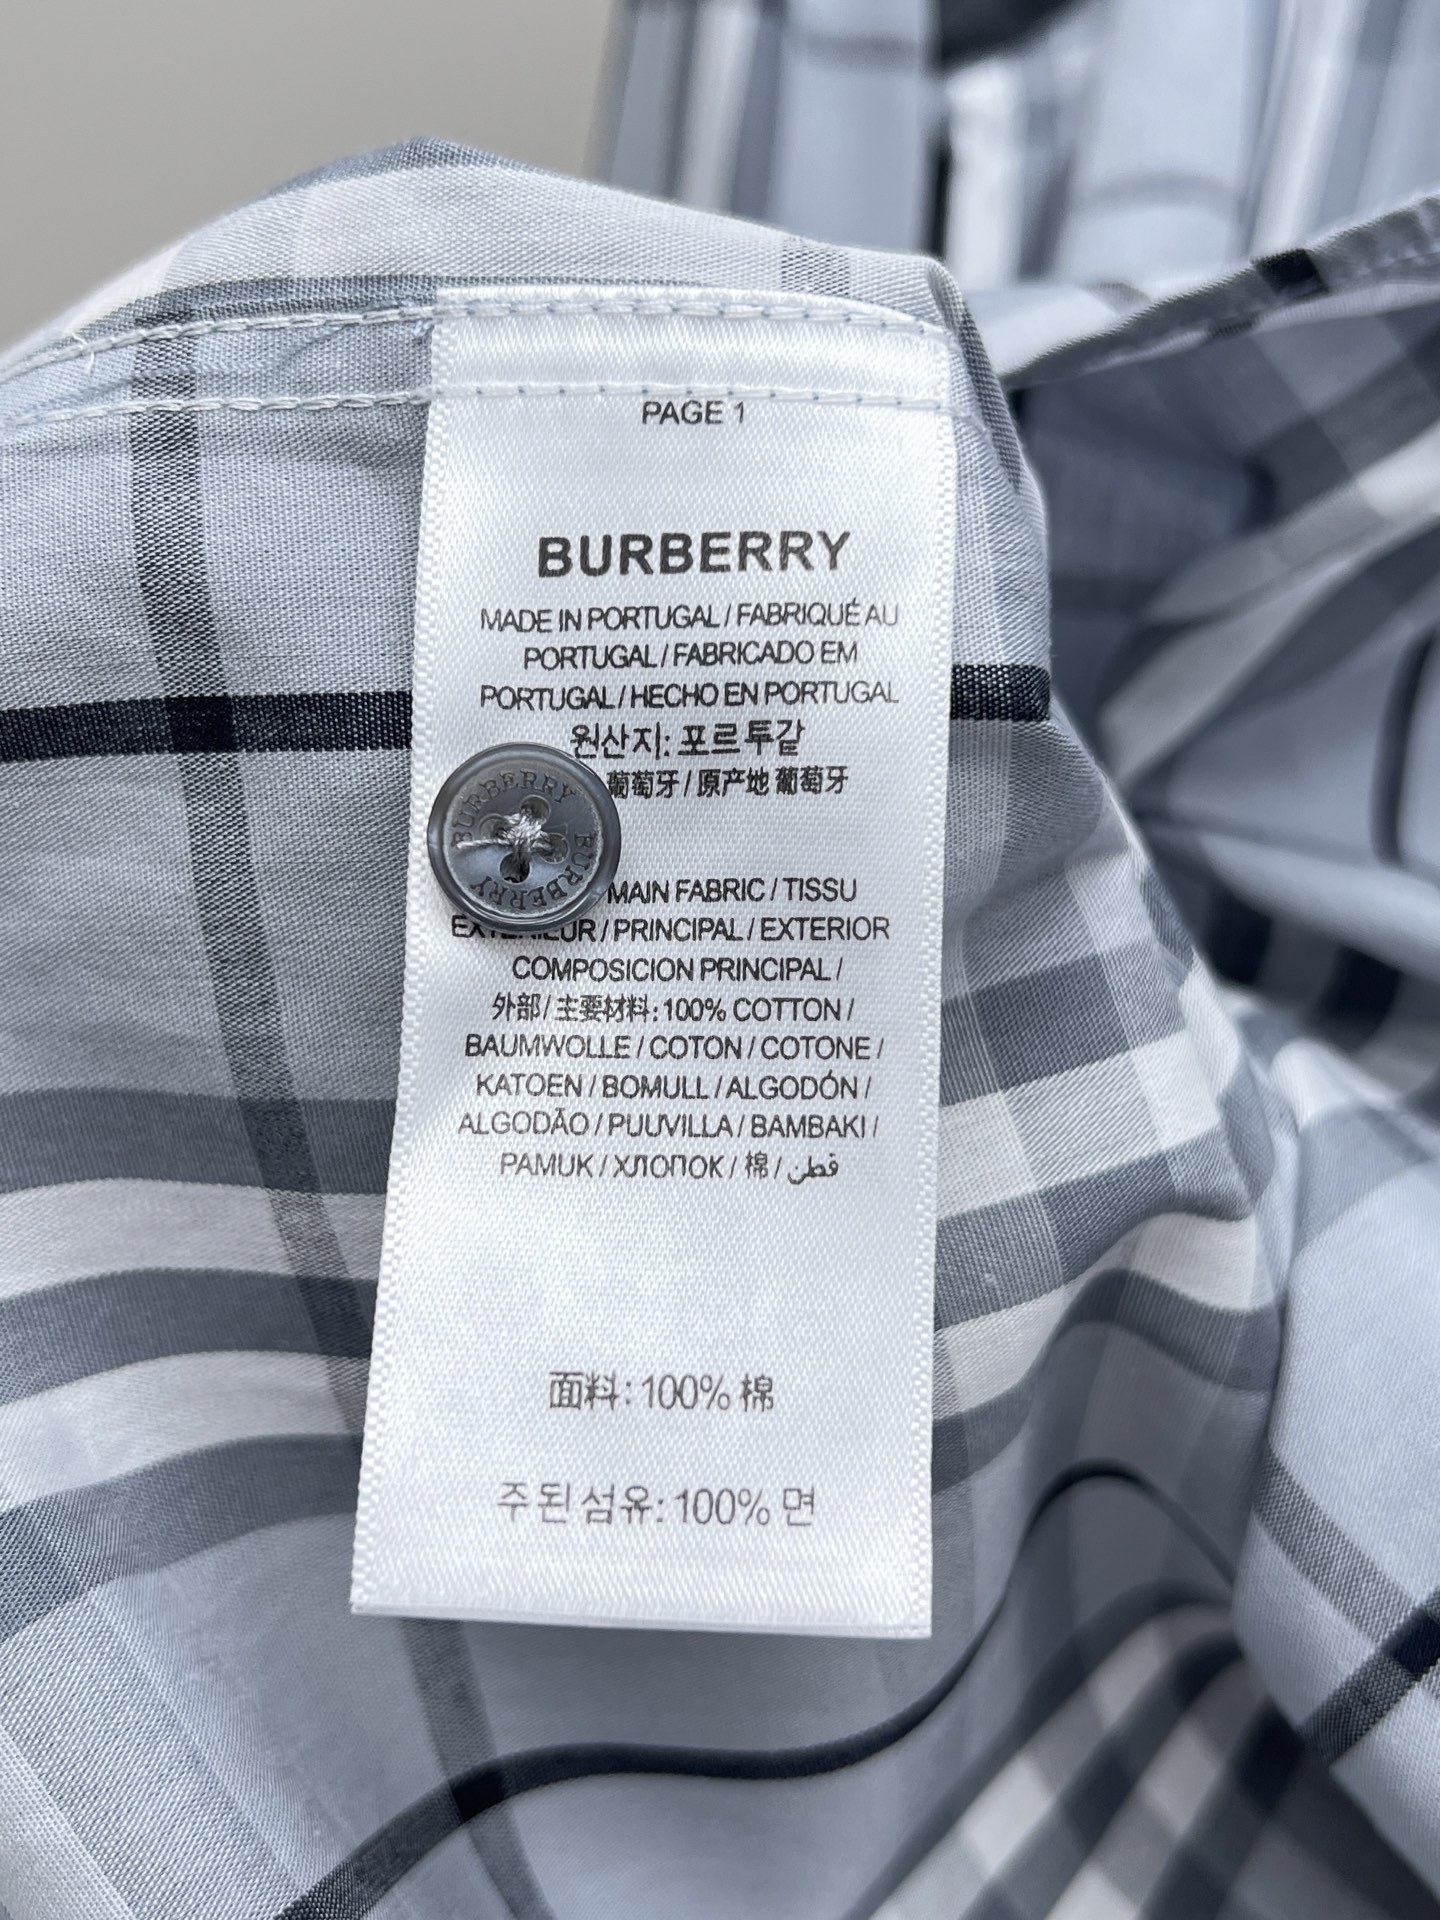 PAGE 1
BURBERRY
MADE IN PORTUGAL / FABRIQUÉ AU
PORTUGAL / FABRICADO EM
PORTUGAL / HECHO EN PORTUGAL
원산지: 포르투갈
葡萄牙 / 原产地 葡萄牙
BURBERRY BURBERRY
MAIN FABRIC / TISSU
EXTERIEUR / PRINCIPAL / EXTERIOR
COMPOSICION PRINCIPAL /
外部 / 主要材料: 100% COTTON /
BAUMWOLLE / COTON / COTONE /
KATOEN / BOMULL / ALGODÓN /
ALGODÃO / PUUVILLA / BAMBAKI /
PAMUK / ХЛОПОК / 棉 / قطن
面料: 100% 棉
주된 섬유: 100% 면